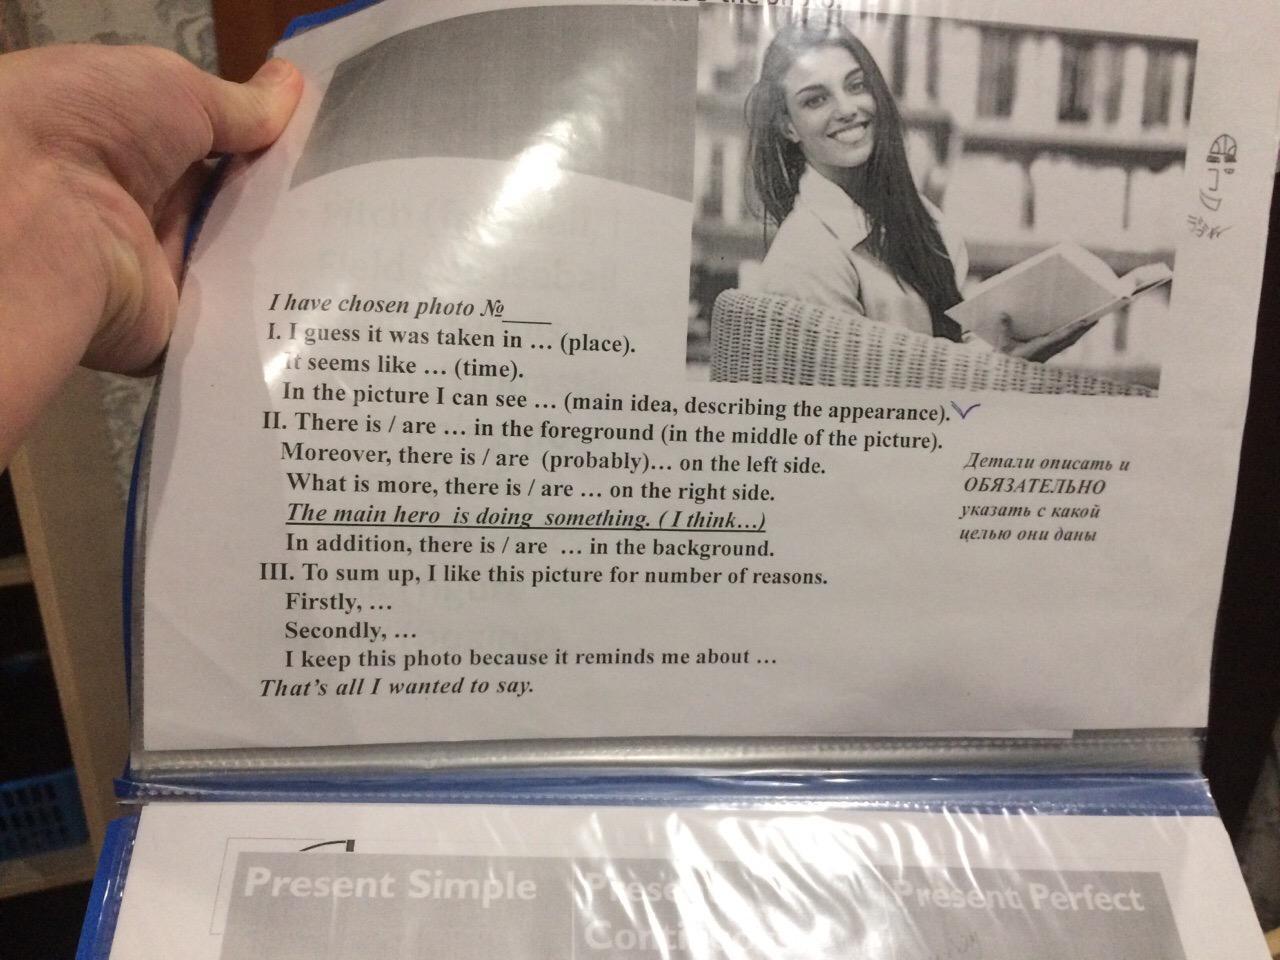 I have chosen photo №____
I. I guess it was taken in … (place).
It seems like … (time).
In the picture I can see … (main idea, describing the appearance).
II. There is / are … in the foreground (in the middle of the picture).
Moreover, there is / are (probably)… on the left side.
What is more, there is / are … on the right side.
The main hero is doing something. ( I think…)
In addition, there is / are … in the background.
Детали описать и
ОБЯЗАТЕЛЬНО
указать с какой
целью они даны
III. To sum up, I like this picture for number of reasons.
Firstly, …
Secondly, …
I keep this photo because it reminds me about …
That's all I wanted to say.
Present Simple
Present Perfect